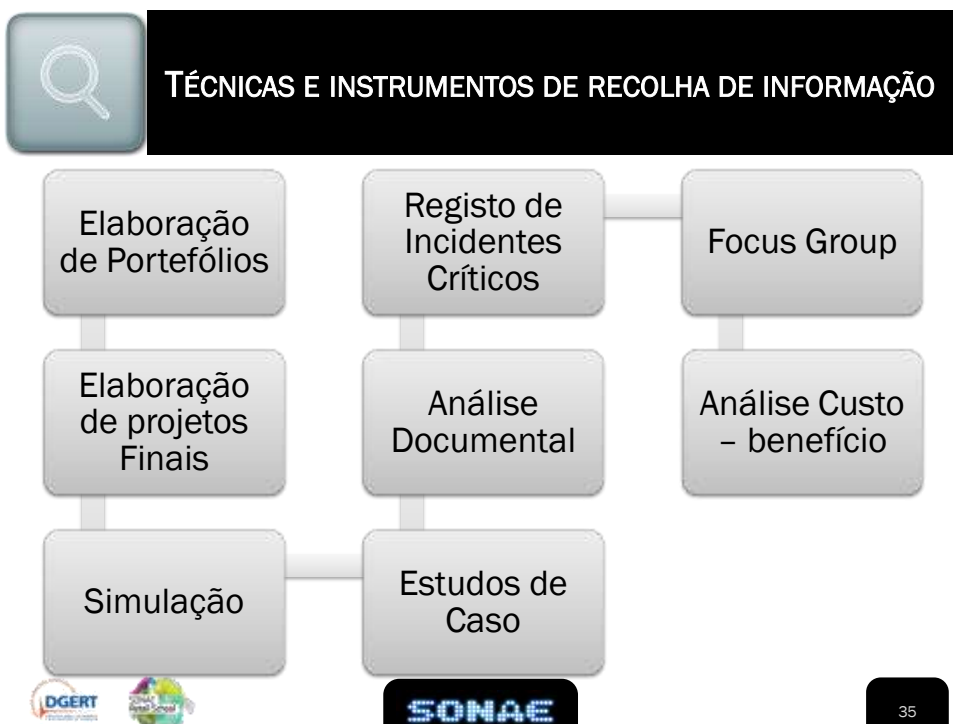 TÉCNICAS E INSTRUMENTOS DE RECOLHA DE INFORMAÇÃO
Elaboração
de Portefólios
Elaboração
de projetos
Finais
Simulação
Estudos de
Caso
Análise
Documental
Registo de
Incidentes
Críticos
Focus Group
Análise Custo
– benefício
DGERT
SONAE
35